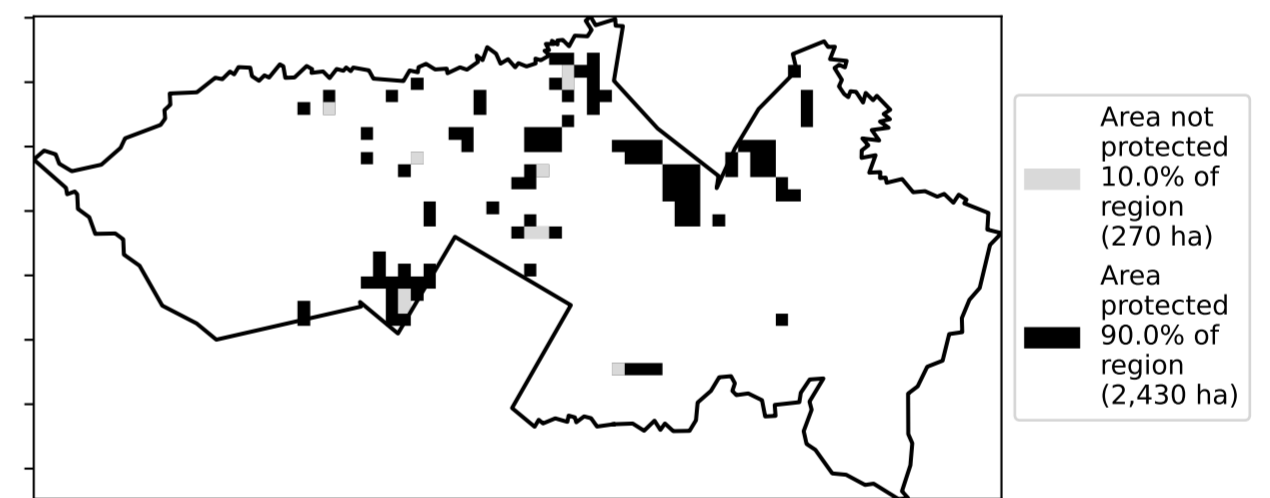 Area not
protected
10.0% of
region
(270 ha)
Area
protected
90.0% of
region
(2,430 ha)